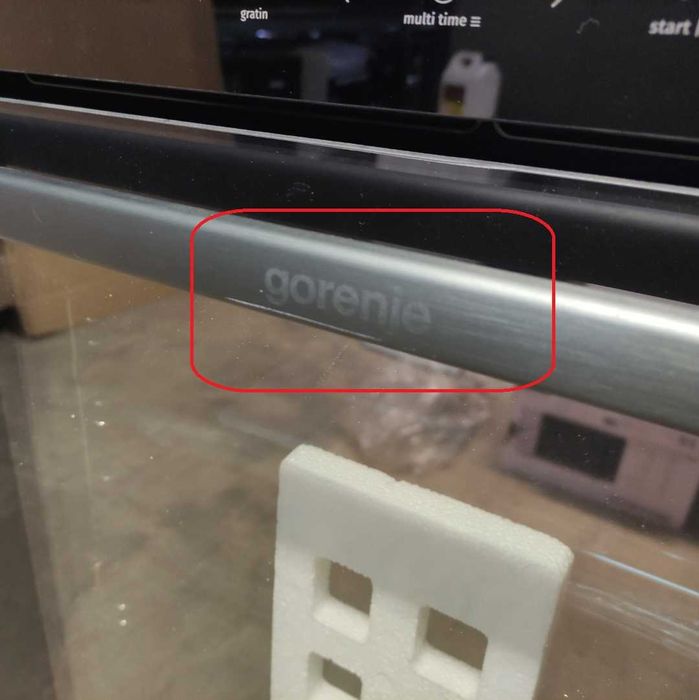 gratin
multi time ☰
start
gorenje